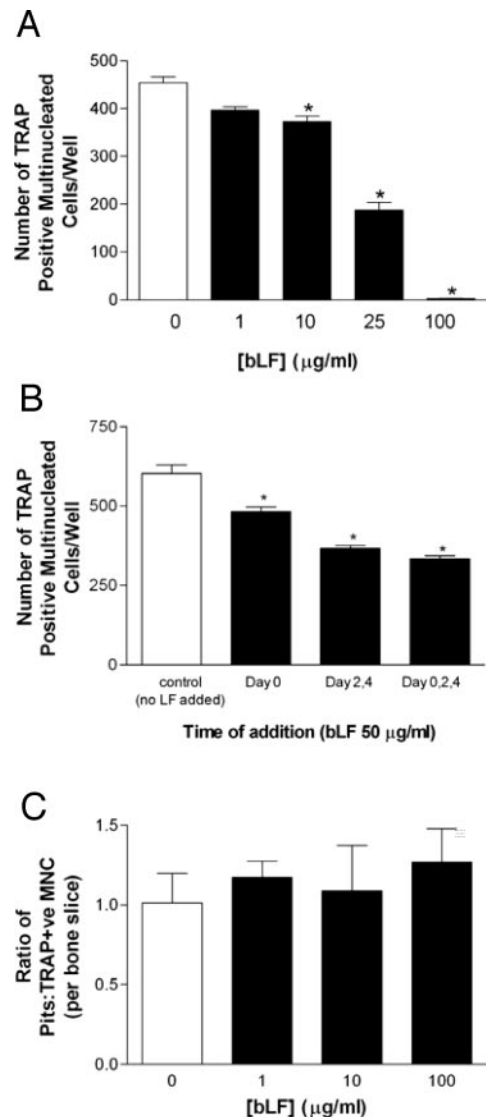 A
Number of TRAP
Positive Multinucleated
Cells/Well
500
400
300
200
100
0
*
*
*
0 1 10 25 100
[bLF] (μg/ml)
B
Number of TRAP
Positive Multinucleated
Cells/Well
750
500
250
0
*
*
*
control
(no LF added)
Day 0
Day 2,4
Day 0,2,4
Time of addition (bLF 50 μg/ml)
C
Ratio of
Pits:TRAP+ve MNC
(per bone slice)
1.5
1.0
0.5
0.0
0 1 10 100
[bLF] (μg/ml)